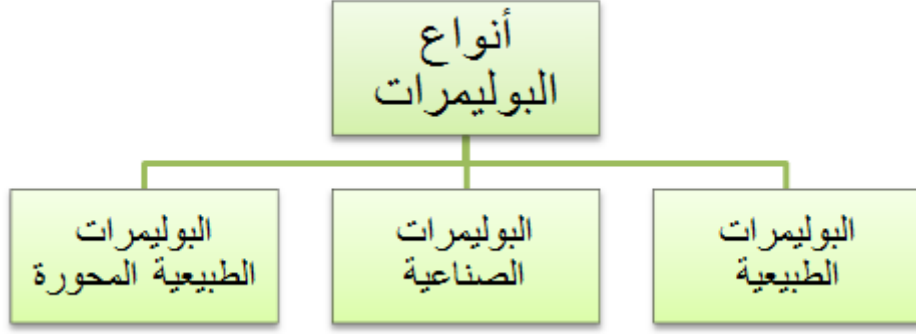 أنواع
البوليمرات
البوليمرات
الطبيعية
البوليمرات
الصناعية
البوليمرات
الطبيعية المحورة